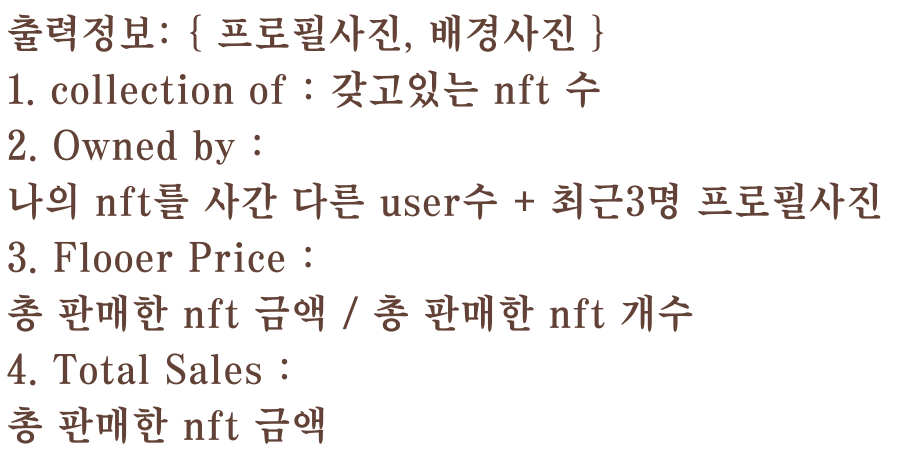 출력정보: { 프로필사진, 배경사진 }
1. collection of : 갖고있는 nft 수
2. Owned by :
나의 nft를 사간 다른 user수 + 최근3명 프로필사진
3. Flooer Price :
총 판매한 nft 금액 / 총 판매한 nft 개수
4. Total Sales :
총 판매한 nft 금액